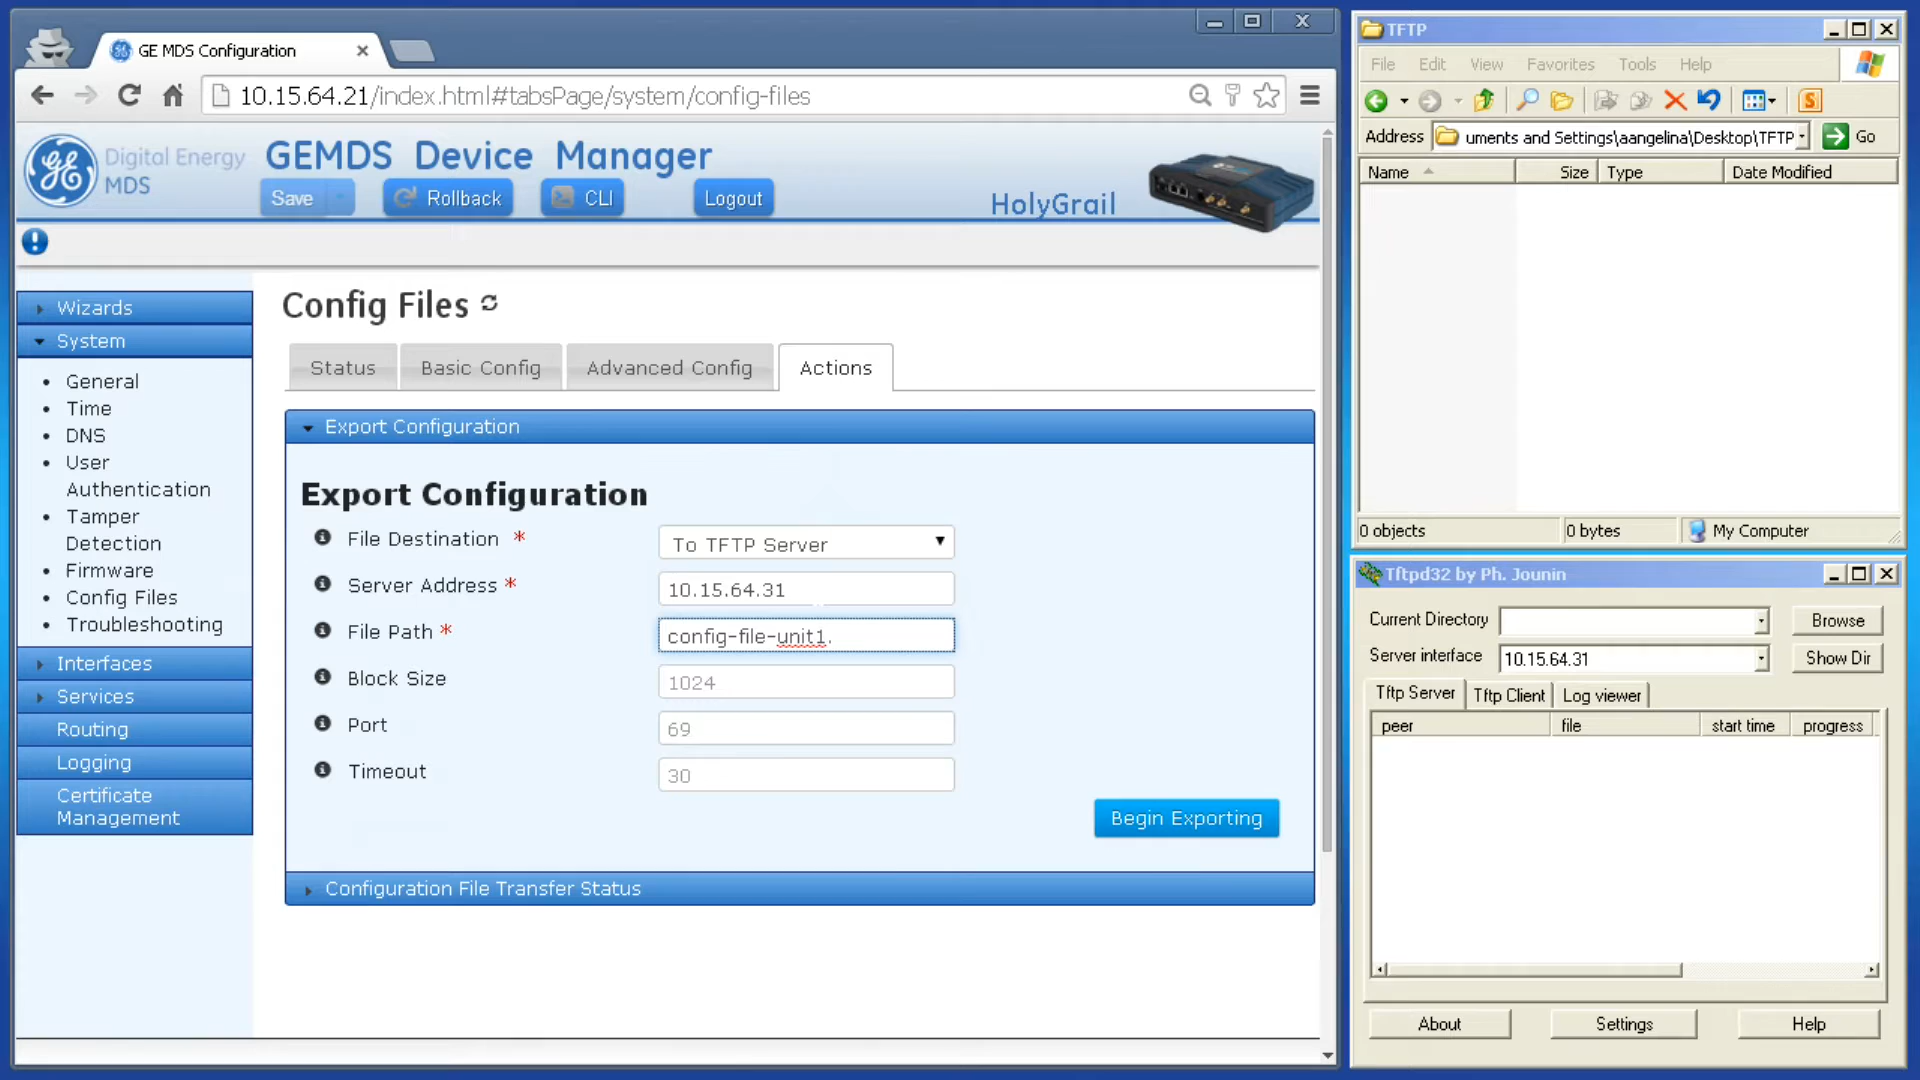 GE MDS Configuration
10.15.64.21/index.html#tabsPage/system/config-files
Digital Energy
MDS
GEMDS Device Manager
Save
Rollback
CLI
Logout
HolyGrail
Wizards
System
General
Time
DNS
User
Authentication
Tamper
Detection
Firmware
Config Files
Troubleshooting
Interfaces
Services
Routing
Logging
Certificate
Management
Config Files
Status
Basic Config
Advanced Config
Actions
Export Configuration
Export Configuration
File Destination *
To TFTP Server
Server Address *
10.15.64.31
File Path *
config-file-unit1.
Block Size
1024
Port
69
Timeout
30
Begin Exporting
Configuration File Transfer Status
TFTP
File Edit View Favorites Tools Help
Address
uments and Settings\aangelina\Desktop\TFTP
Go
Name
Size
Type
Date Modified
0 objects
0 bytes
My Computer
Tftpd32 by Ph. Jounin
Current Directory
Browse
Server interface
10.15.64.31
Show Dir
Tftp Server
Tftp Client
Log viewer
peer
file
start time
progress
About
Settings
Help